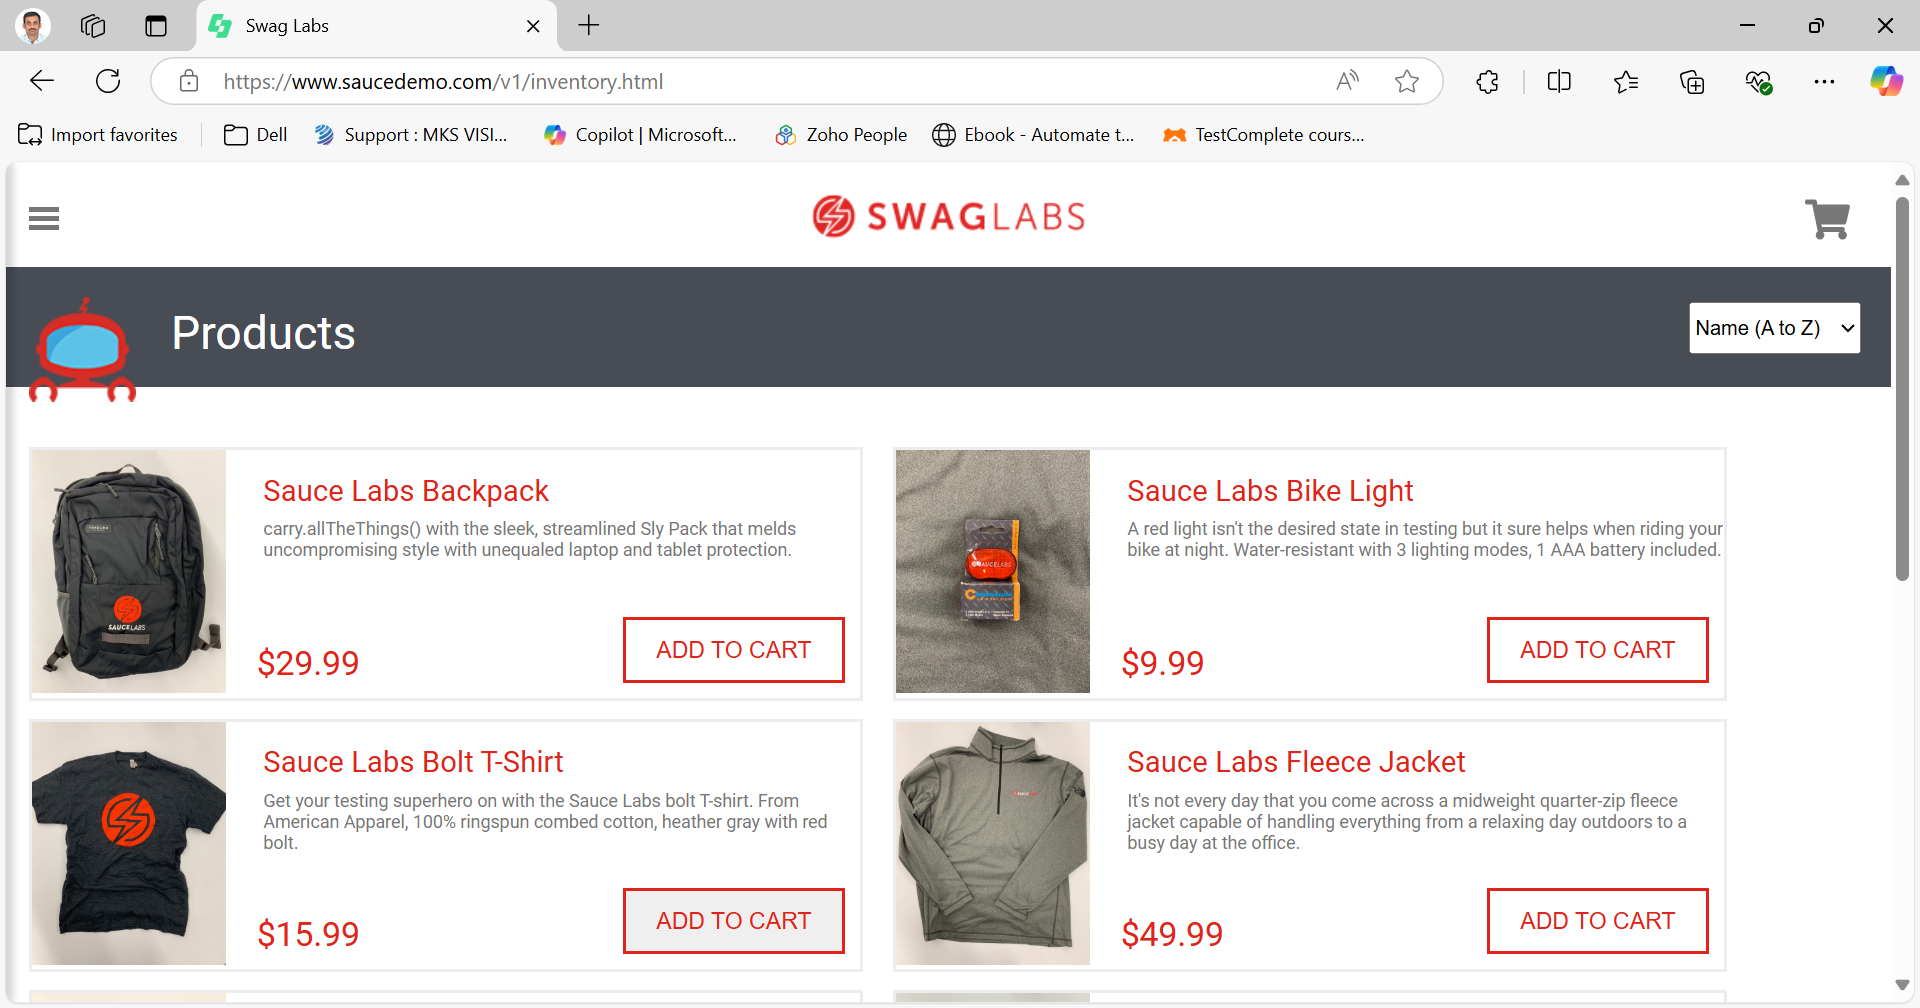 Swag Labs
https://www.saucedemo.com/v1/inventory.html
Import favorites
Dell
Support : MKS VISI...
Copilot | Microsoft...
Zoho People
Ebook - Automate t...
TestComplete cours...
SWAGLABS
Products
Name (A to Z)
Sauce Labs Backpack
carry.allTheThings() with the sleek, streamlined Sly Pack that melds
uncompromising style with unequaled laptop and tablet protection.
$29.99
ADD TO CART
SAUCELABS
Sauce Labs Bike Light
A red light isn't the desired state in testing but it sure helps when riding your
bike at night. Water-resistant with 3 lighting modes, 1 AAA battery included.
$9.99
ADD TO CART
SAUCELABS
Sauce Labs Bolt T-Shirt
Get your testing superhero on with the Sauce Labs bolt T-shirt. From
American Apparel, 100% ringspun combed cotton, heather gray with red
bolt.
$15.99
ADD TO CART
Sauce Labs Fleece Jacket
It's not every day that you come across a midweight quarter-zip fleece
jacket capable of handling everything from a relaxing day outdoors to a
busy day at the office.
$49.99
ADD TO CART